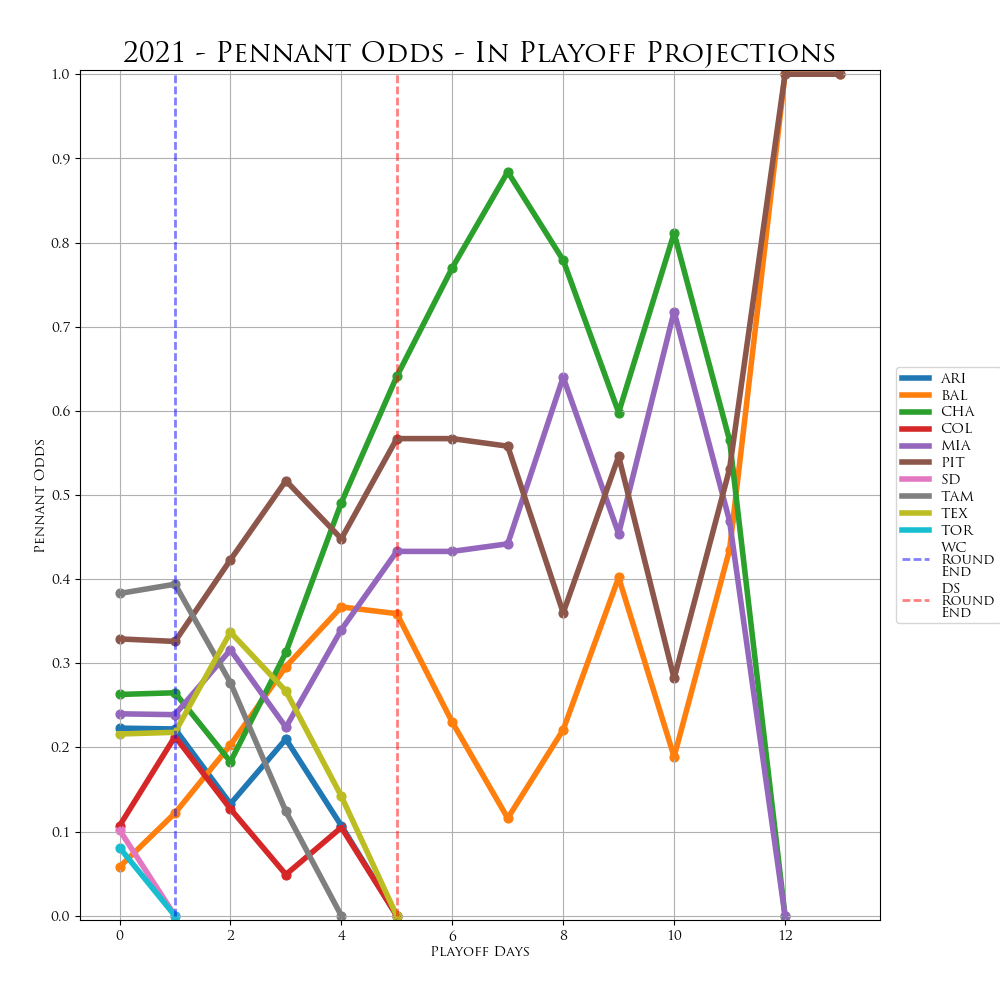 2021 - Pennant Odds - In Playoff Projections
1.0
0.9
0.8
0.7
0.6
0.5
0.4
0.3
0.2
0.1
0.0
Pennant Odds
0 2 4 6 8 10 12
Playoff Days
ARI
BAL
CHA
COL
MIA
PIT
SD
TAM
TEX
TOR
WC
Round
End
DS
Round
End